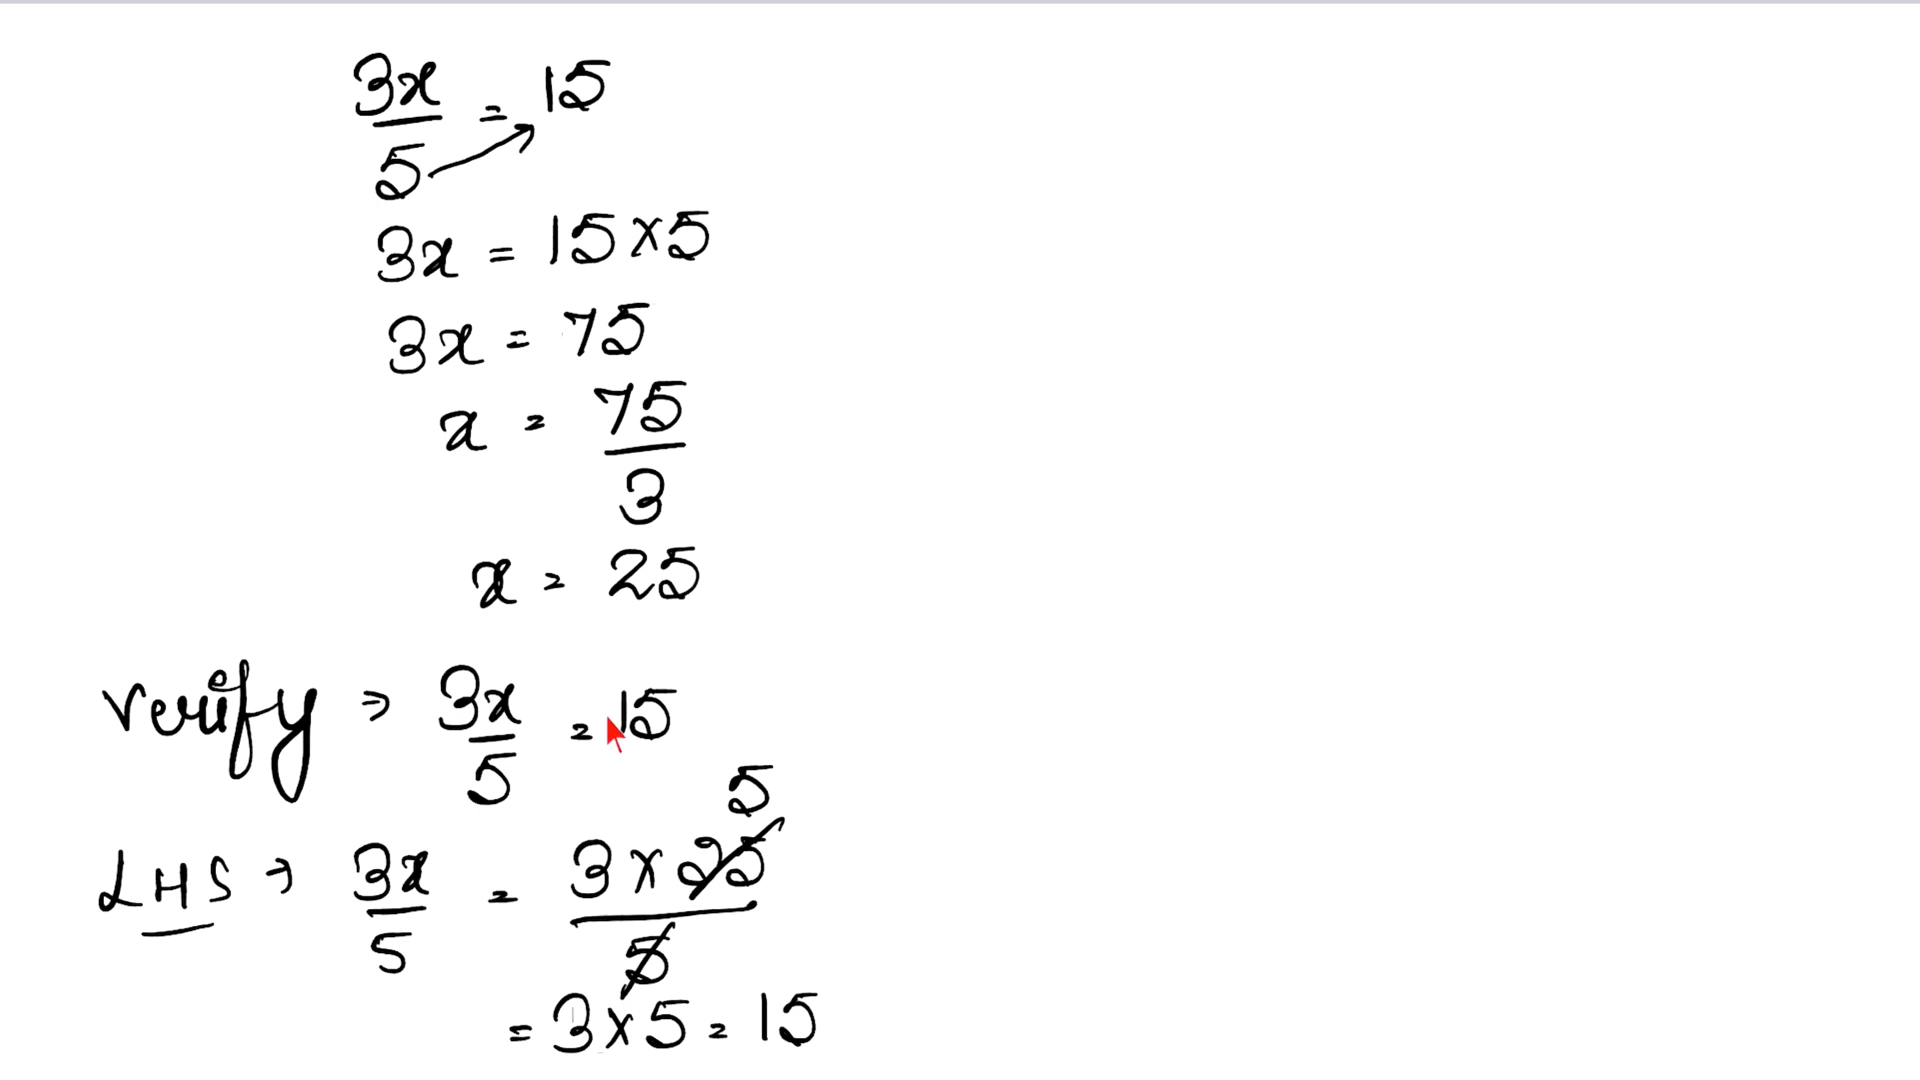 3x/5 = 15
3x = 15 × 5
3x = 75
x = 75/3
x = 25
Verify ⇒ 3x/5 = 15
LHS → 3x/5 = 3 × 25/5 5
= 3 × 5 = 15